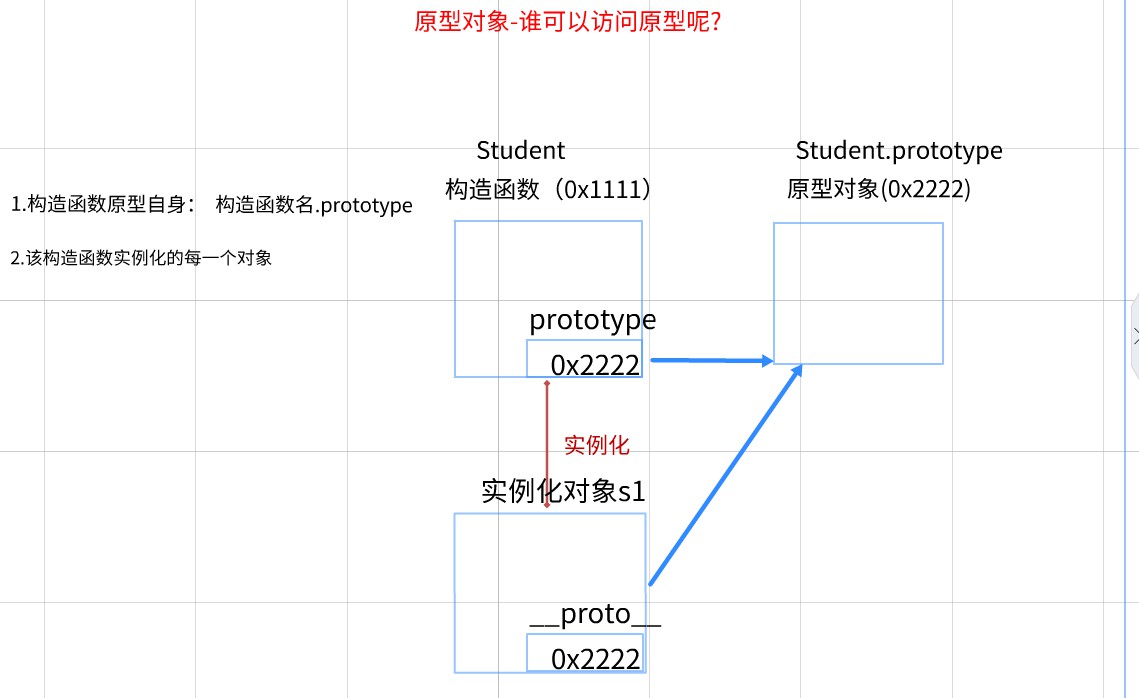 原型对象-谁可以访问原型呢?
Student
Student.prototype
构造函数（0x1111）
原型对象(0x2222)
1.构造函数原型自身： 构造函数名.prototype
2.该构造函数实例化的每一个对象
prototype
0x2222
实例化
实例化对象s1
__proto__
0x2222